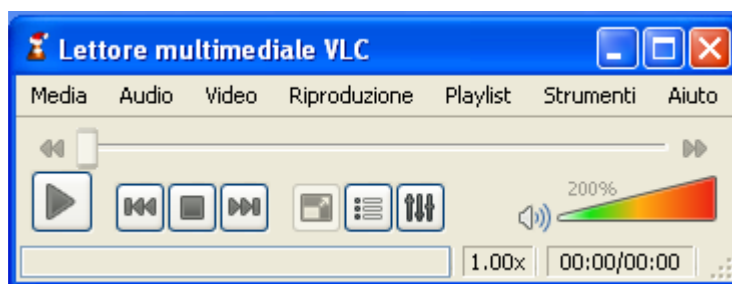 Lettore multimediale VLC
Media Audio Video Riproduzione Playlist Strumenti Aiuto
200%
1.00x 00:00/00:00